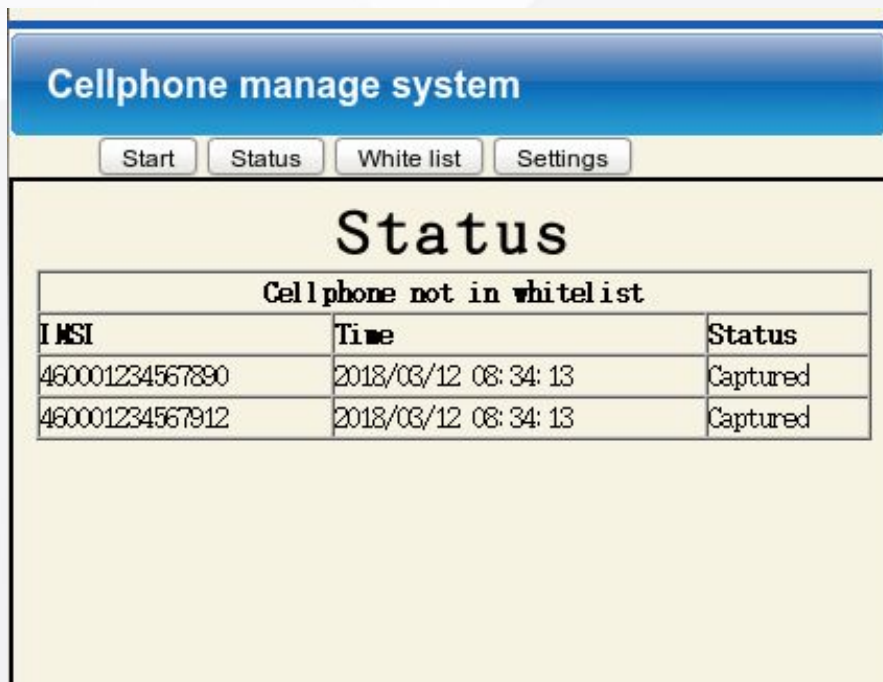 Cellphone manage system
Start Status White list Settings
Status
Cellphone not in whitelist
IMSI Time Status
460001234567890 2018/03/12 08:34:13 Captured
460001234567912 2018/03/12 08:34:13 Captured